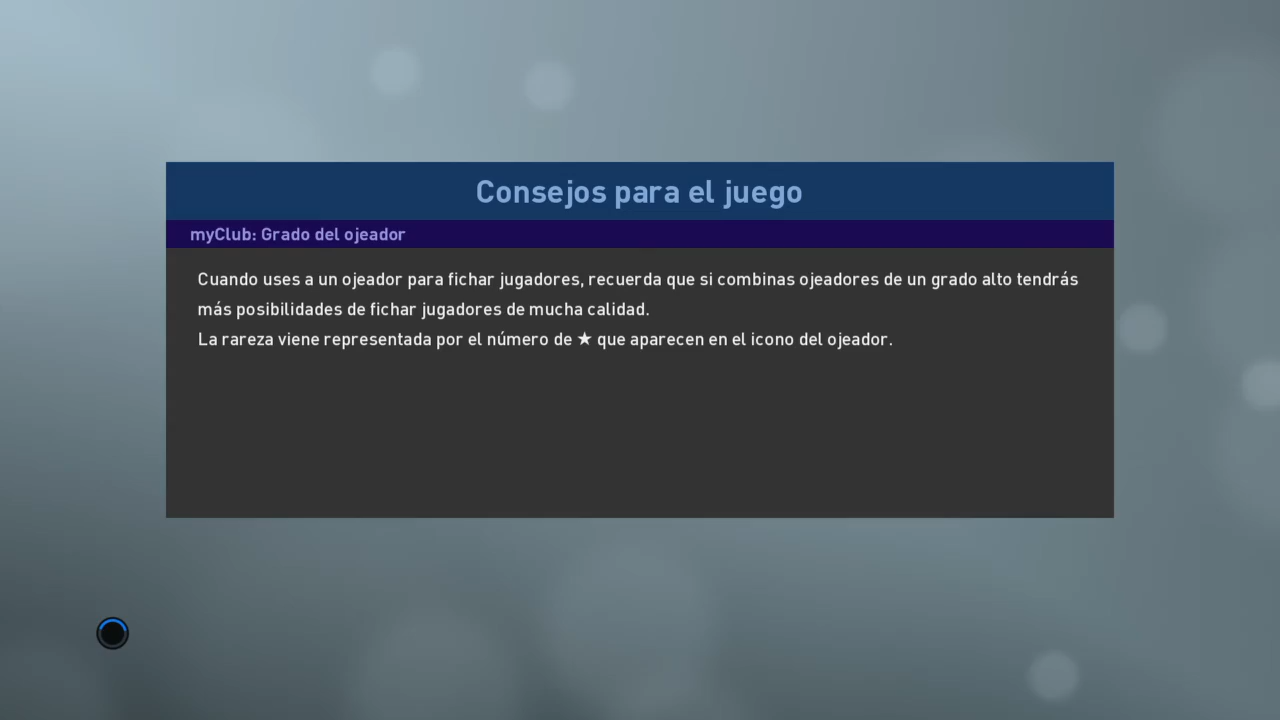 Consejos para el juego
myClub: Grado del ojeador
Cuando uses a un ojeador para fichar jugadores, recuerda que si combinas ojeadores de un grado alto tendrás
más posibilidades de fichar jugadores de mucha calidad.
La rareza viene representada por el número de ★ que aparecen en el icono del ojeador.